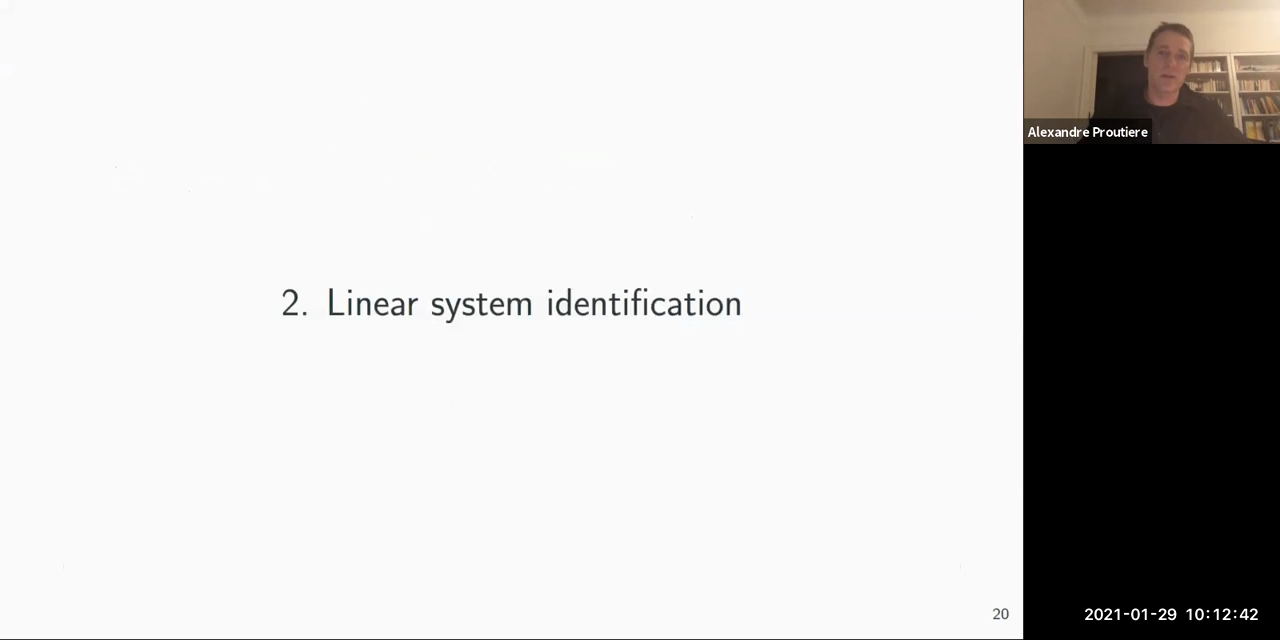 2. Linear system identification
20
Alexandre Proutiere
2021-01-29 10:12:42